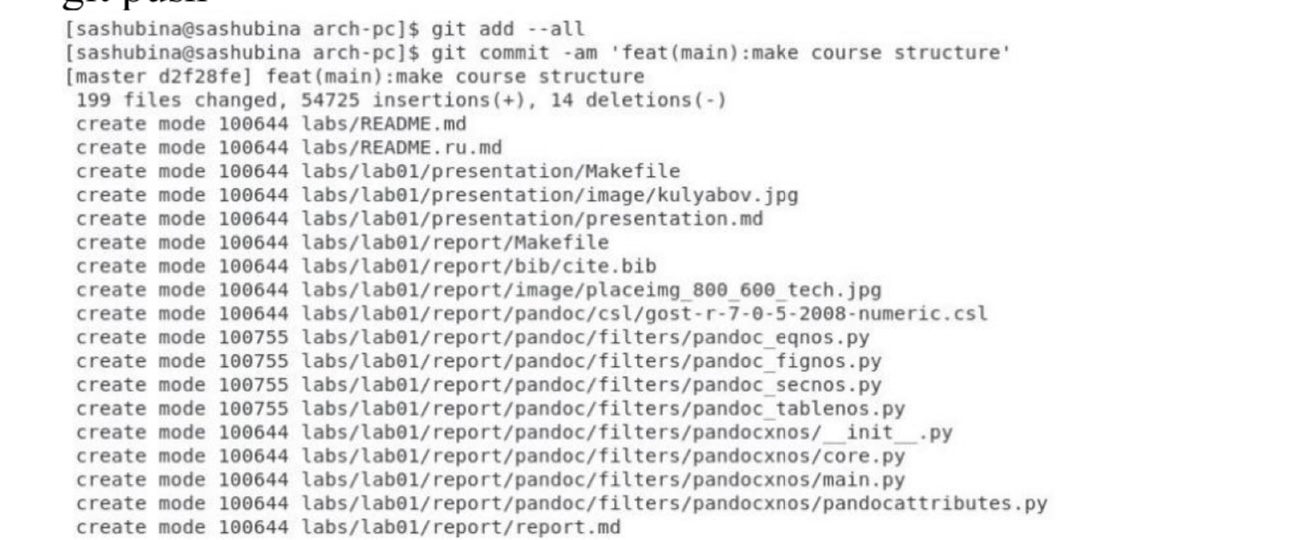 git push
[sashubina@sashubina arch-pc]$ git add --all
[sashubina@sashubina arch-pc]$ git commit -am 'feat(main):make course structure'
[master d2f28fe] feat(main):make course structure
199 files changed, 54725 insertions(+), 14 deletions(-)
create mode 100644 labs/README.md
create mode 100644 labs/README.ru.md
create mode 100644 labs/lab01/presentation/Makefile
create mode 100644 labs/lab01/presentation/image/kulyabov.jpg
create mode 100644 labs/lab01/presentation/presentation.md
create mode 100644 labs/lab01/report/Makefile
create mode 100644 labs/lab01/report/bib/cite.bib
create mode 100644 labs/lab01/report/image/placeimg_800_600_tech.jpg
create mode 100644 labs/lab01/report/pandoc/csl/gost-r-7-0-5-2008-numeric.csl
create mode 100755 labs/lab01/report/pandoc/filters/pandoc_eqnos.py
create mode 100755 labs/lab01/report/pandoc/filters/pandoc_fignos.py
create mode 100755 labs/lab01/report/pandoc/filters/pandoc_secnos.py
create mode 100755 labs/lab01/report/pandoc/filters/pandoc_tablenos.py
create mode 100644 labs/lab01/report/pandoc/filters/pandocxnos/__init__.py
create mode 100644 labs/lab01/report/pandoc/filters/pandocxnos/core.py
create mode 100644 labs/lab01/report/pandoc/filters/pandocxnos/main.py
create mode 100644 labs/lab01/report/pandoc/filters/pandocxnos/pandocattributes.py
create mode 100644 labs/lab01/report/report.md